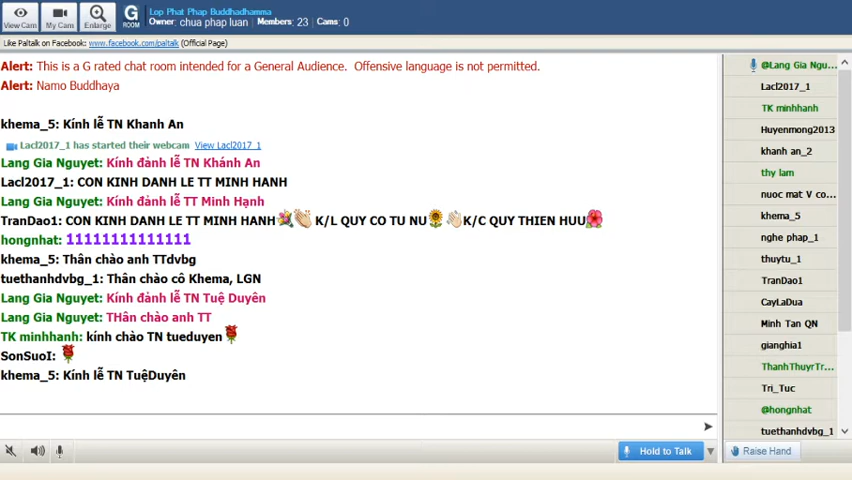 View Cam
My Cam
Enlarge
G
ROOM
Lop Phat Phap Buddhadhamma
Owner: chua phap luan Members: 23 Cams: 0
Like Paltalk on Facebook: www.facebook.com/paltalk (Official Page)
Alert: This is a G rated chat room intended for a General Audience. Offensive language is not permitted.
Alert: Namo Buddhaya
khema_5: Kính lễ TN Khanh An
Lacl2017_1 has started their webcam View Lacl2017_1
Lang Gia Nguyet: Kính đảnh lễ TN Khánh An
Lacl2017_1: CON KINH DANH LE TT MINH HANH
Lang Gia Nguyet: Kính đảnh lễ TT Minh Hạnh
TranDao1: CON KINH DANH LE TT MINH HANH K/L QUY CO TU NU K/C QUY THIEN HUU
hongnhat: 11111111111111
khema_5: Thân chào anh TTdvbg
tuethanhdvbg_1: Thân chào cô Khema, LGN
Lang Gia Nguyet: Kính đảnh lễ TN Tuệ Duyên
Lang Gia Nguyet: THân chào anh TT
TK minhhanh: kính chào TN tueduyen
SonSuoI:
khema_5: Kính lễ TN TuệDuyên
Hold to Talk
@Lang Gia Ngu...
Lacl2017_1
TK minhhanh
Huyenmong2013
khanh an_2
thy lam
nuoc mat V co...
khema_5
nghe phap_1
thuytu_1
TranDao1
CayLaDua
Minh Tan QN
gianghia1
ThanhThuyrTr...
Tri_Tuc
@hongnhat
tuethanhdvbg_1
Raise Hand